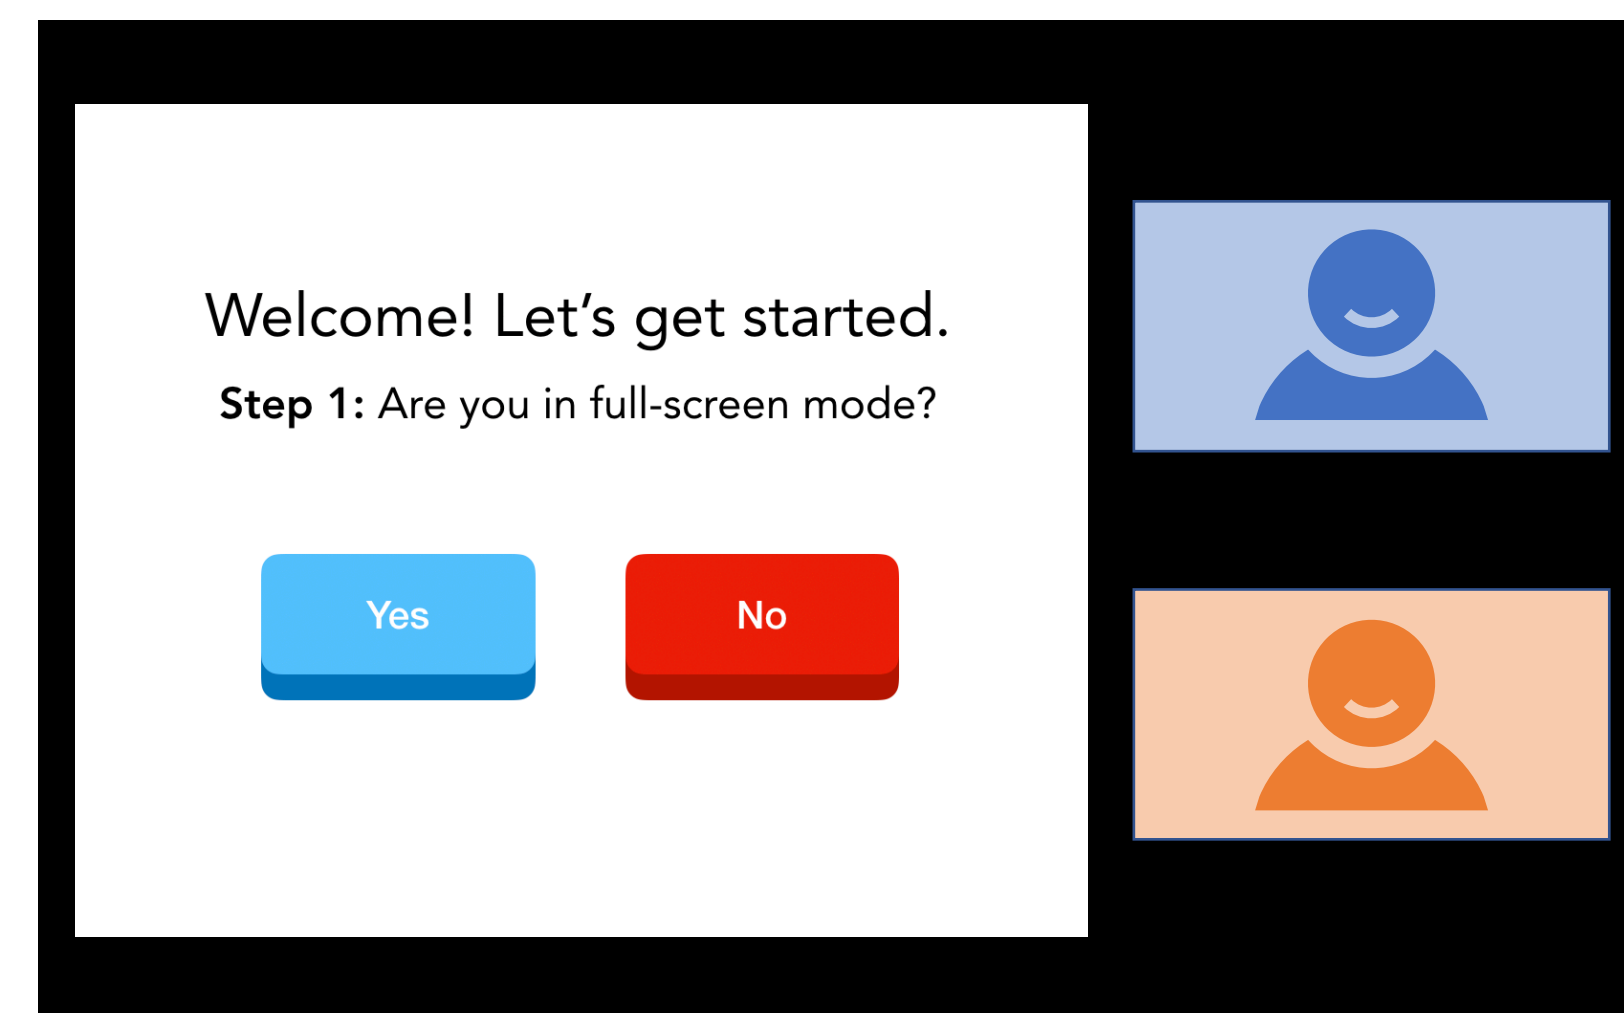 Welcome! Let’s get started.
Step 1: Are you in full-screen mode?
Yes
No